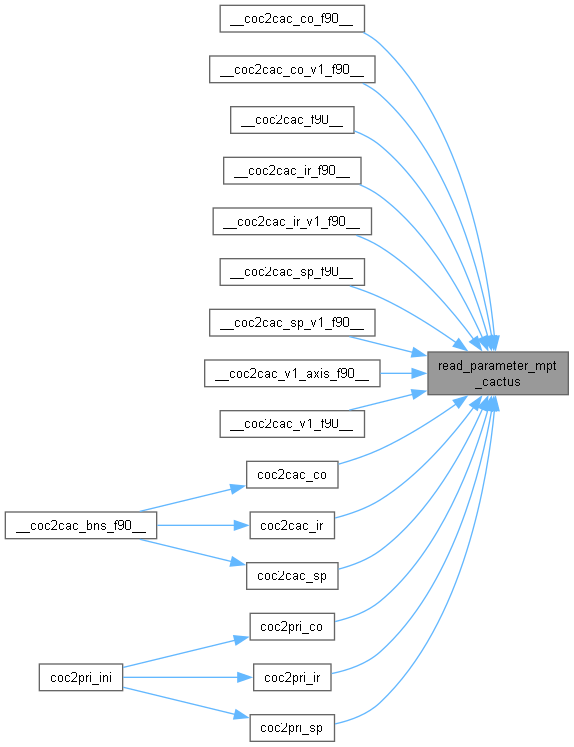 __coc2cac_co_f90__
__coc2cac_co_v1_f90__
__coc2cac_f90__
__coc2cac_ir_f90__
__coc2cac_ir_v1_f90__
__coc2cac_sp_f90__
__coc2cac_sp_v1_f90__
__coc2cac_v1_axis_f90__
__coc2cac_v1_f90__
read_parameter_mpt
_cactus
coc2cac_co
__coc2cac_bns_f90__
coc2cac_ir
coc2cac_sp
coc2pri_co
coc2pri_ini
coc2pri_ir
coc2pri_sp